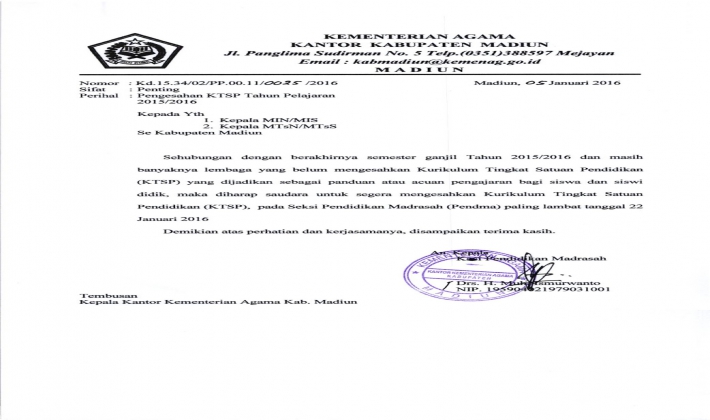 KEMENTERIAN AGAMA
KANTOR KABUPATEN MADIUN
Jl. Panglima Sudirman No. 5 Telp.(0351)388597 Mejayan
Email : kabmadiun@kemenag.go.id
MADIUN
Nomor : Kd.15.34/02/PP.00.11/0025 /2016 Madiun, 05 Januari 2016
Sifat : Penting
Perihal : Pengesahan KTSP Tahun Pelajaran
2015/2016
Kepada Yth
1. Kepala MIN/MIS
2. Kepala MTsN/MTsS
Se Kabupaten Madiun
Sehubungan dengan berakhirnya semester ganjil Tahun 2015/2016 dan masih
banyaknya lembaga yang belum mengesahkan Kurikulum Tingkat Satuan Pendidikan
(KTSP) yang dijadikan sebagai panduan atau acuan pengajaran bagi siswa dan siswi
didik, maka diharap saudara untuk segera mengesahkan Kurikulum Tingkat Satuan
Pendidikan (KTSP), pada Seksi Pendidikan Madrasah (Pendma) paling lambat tanggal 22
Januari 2016
Demikian atas perhatian dan kerjasamanya, disampaikan terima kasih.
An. Kepala
Kasi Pendidikan Madrasah
KANTOR KEMENTERIAN AGAMA
KABUPATEN
MADIUN
Drs. H.
NIP.
Tembusan
Kepala Kantor Kementerian Agama Kab. Madiun